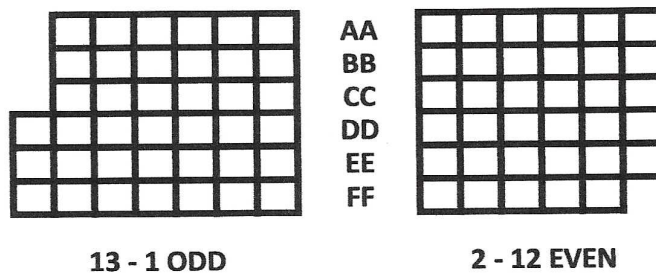 AA
BB
CC
DD
EE
FF
13 - 1 ODD
2 - 12 EVEN